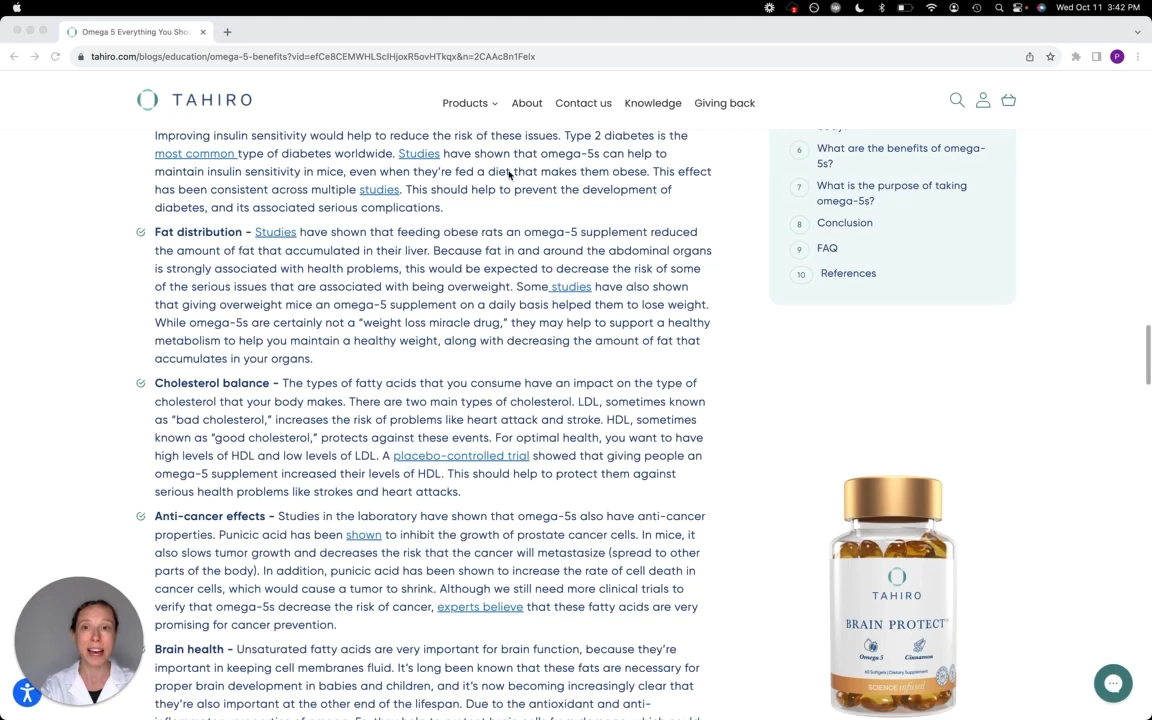 Wed Oct 11 3:42 PM
Omega 5 Everything You Shou
tahiro.com/blogs/education/omega-5-benefits?vid=efCe8CEMWHLSclHjoxR5ovHTkqx&n=2CAAc8n1FeIx
P
TAHIRO
Products
About
Contact us
Knowledge
Giving back
Improving insulin sensitivity would help to reduce the risk of these issues. Type 2 diabetes is the
most common type of diabetes worldwide. Studies have shown that omega-5s can help to
maintain insulin sensitivity in mice, even when they're fed a diet that makes them obese. This effect
has been consistent across multiple studies. This should help to prevent the development of
diabetes, and its associated serious complications.
Fat distribution - Studies have shown that feeding obese rats an omega-5 supplement reduced
the amount of fat that accumulated in their liver. Because fat in and around the abdominal organs
is strongly associated with health problems, this would be expected to decrease the risk of some
of the serious issues that are associated with being overweight. Some studies have also shown
that giving overweight mice an omega-5 supplement on a daily basis helped them to lose weight.
While omega-5s are certainly not a “weight loss miracle drug,” they may help to support a healthy
metabolism to help you maintain a healthy weight, along with decreasing the amount of fat that
accumulates in your organs.
Cholesterol balance - The types of fatty acids that you consume have an impact on the type of
cholesterol that your body makes. There are two main types of cholesterol. LDL, sometimes known
as “bad cholesterol,” increases the risk of problems like heart attack and stroke. HDL, sometimes
known as “good cholesterol,” protects against these events. For optimal health, you want to have
high levels of HDL and low levels of LDL. A placebo-controlled trial showed that giving people an
omega-5 supplement increased their levels of HDL. This should help to protect them against
serious health problems like strokes and heart attacks.
Anti-cancer effects - Studies in the laboratory have shown that omega-5s also have anti-cancer
properties. Punicic acid has been shown to inhibit the growth of prostate cancer cells. In mice, it
also slows tumor growth and decreases the risk that the cancer will metastasize (spread to other
parts of the body). In addition, punicic acid has been shown to increase the rate of cell death in
cancer cells, which would cause a tumor to shrink. Although we still need more clinical trials to
verify that omega-5s decrease the risk of cancer, experts believe that these fatty acids are very
promising for cancer prevention.
Brain health - Unsaturated fatty acids are very important for brain function, because they're
important in keeping cell membranes fluid. It's long been known that these fats are necessary for
proper brain development in babies and children, and it's now becoming increasingly clear that
they're also important at the other end of the lifespan. Due to the antioxidant and anti-
6 What are the benefits of omega-
5s?
7 What is the purpose of taking
omega-5s?
8 Conclusion
9 FAQ
10 References
TAHIRO
BRAIN PROTECT
Omega 5
Cinnamon
60 Softgels | Dietary Supplement
SCIENCE infused